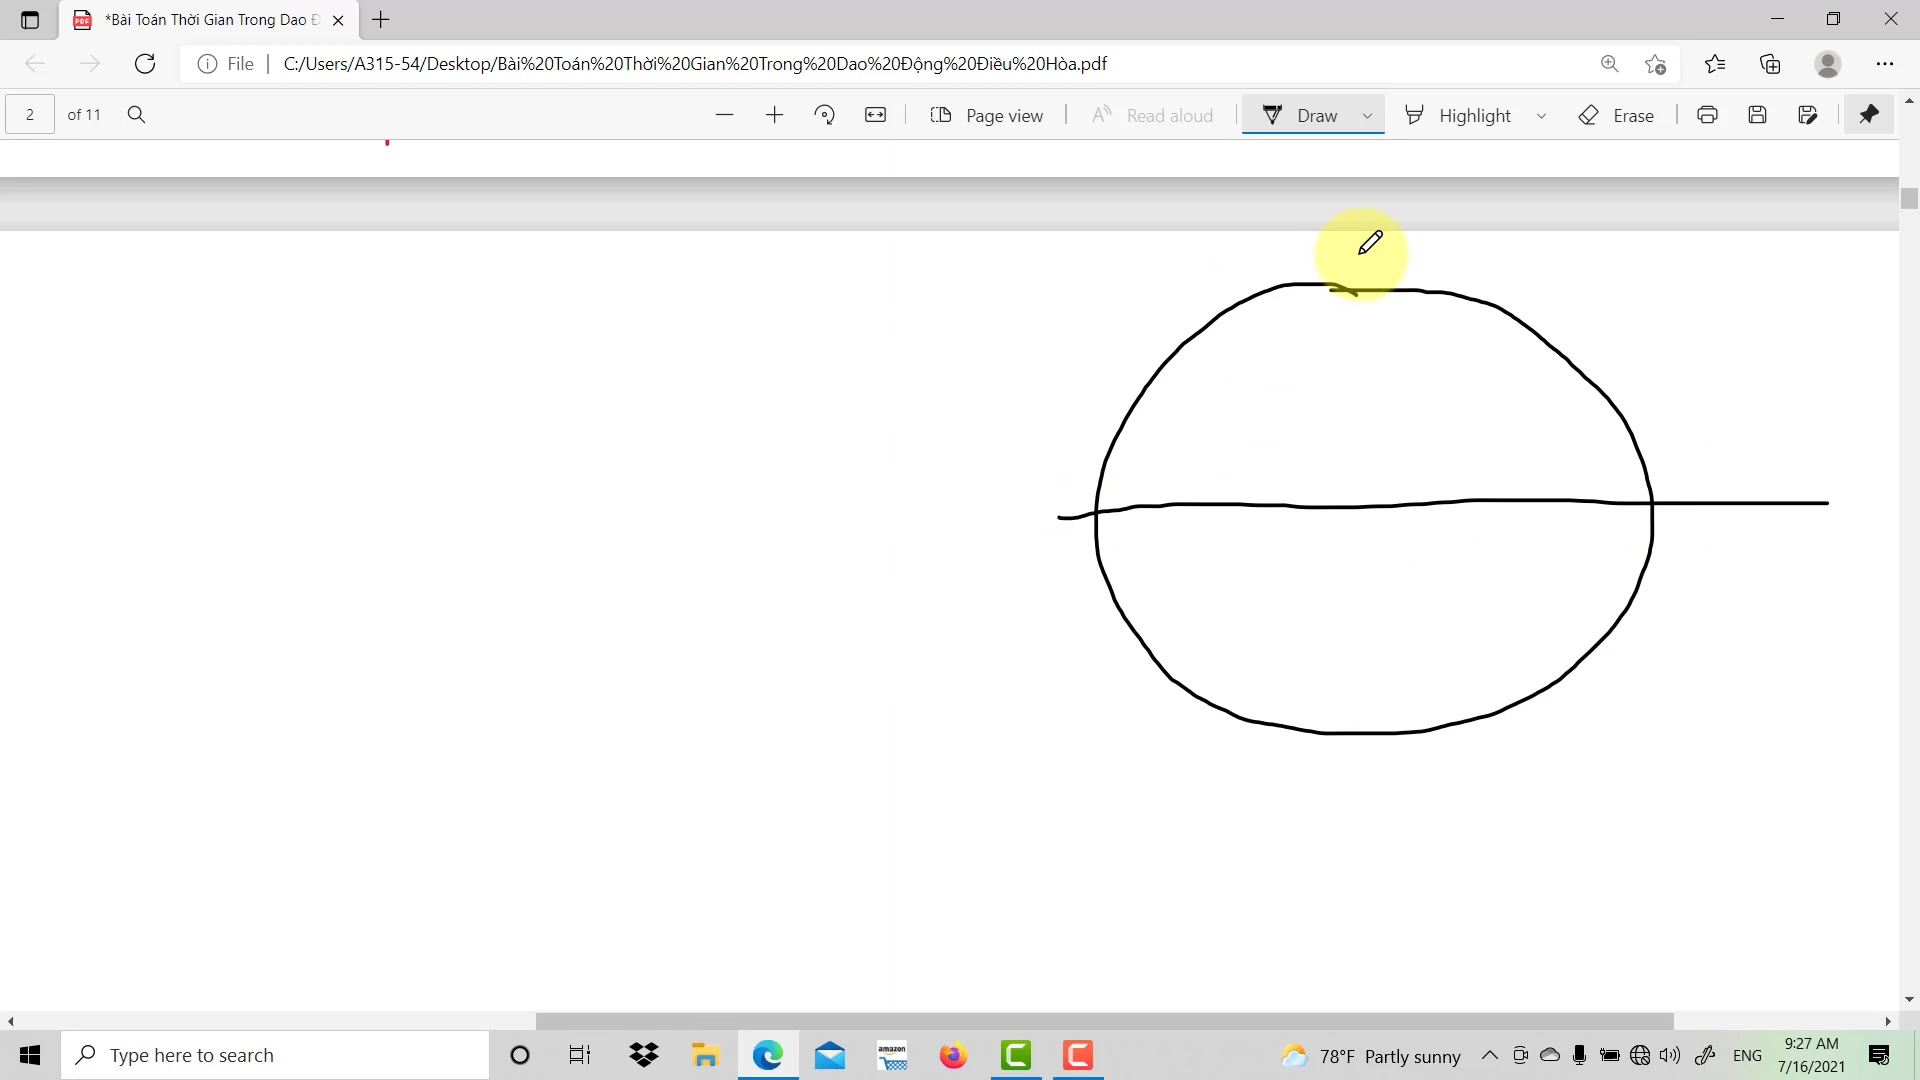 *Bài Toán Thời Gian Trong Dao Đ
File
C:/Users/A315-54/Desktop/Bài%20Toán%20Thời%20Gian%20Trong%20Dao%20Động%20Điều%20Hòa.pdf
2 of 11
Page view
Read aloud
Draw
Highlight
Erase
Type here to search
amazon
78°F Partly sunny
ENG
9:27 AM
7/16/2021